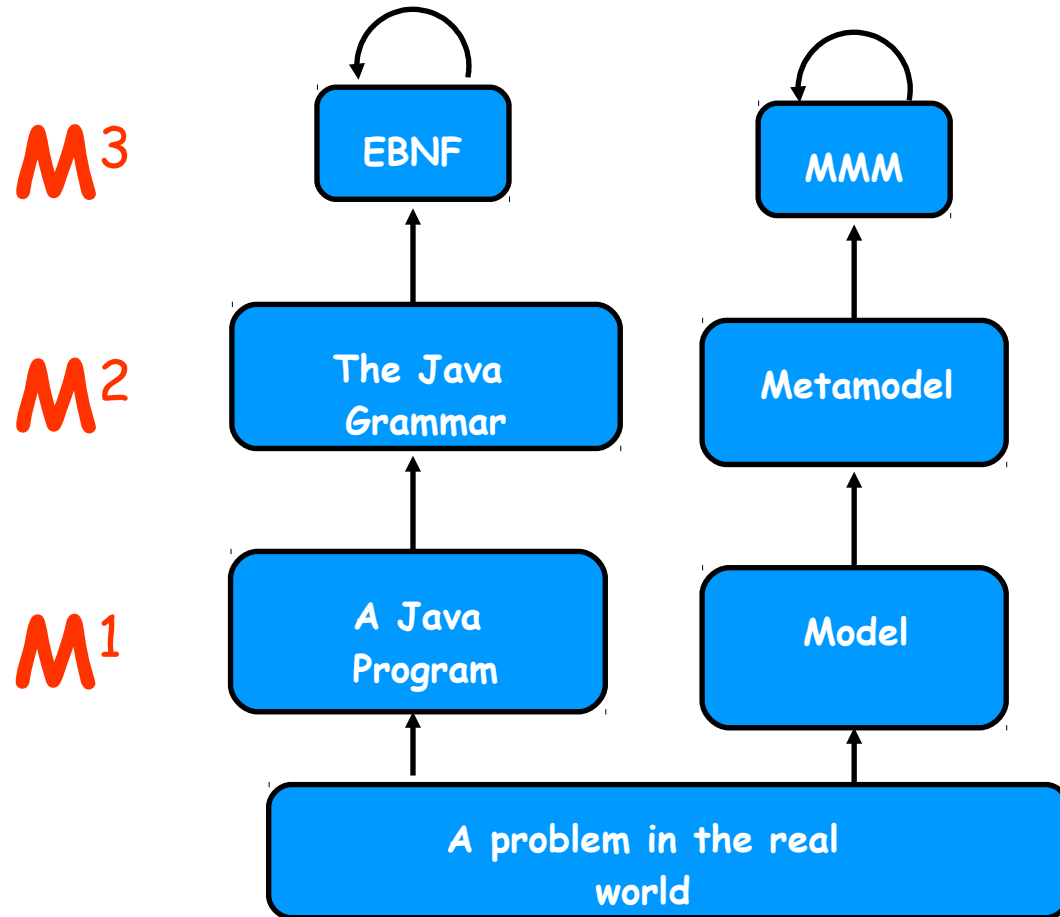 M3
EBNF
MMM
M2
The Java
Grammar
Metamodel
M1
A Java
Program
Model
A problem in the real
world